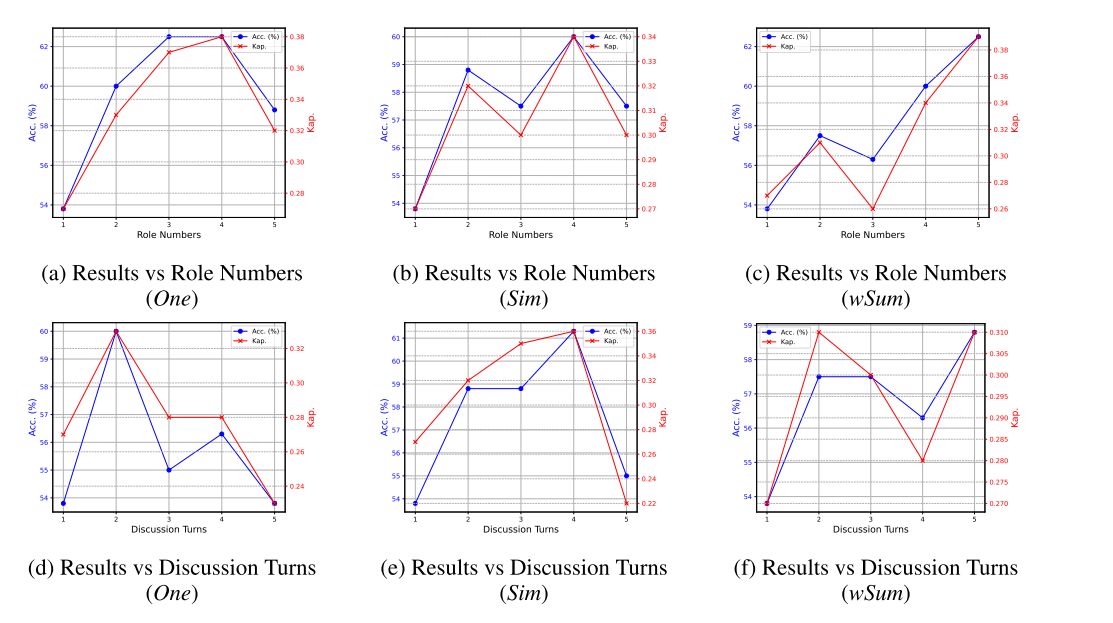 Acc. (%)
Kap.
62
60
58
56
54
0.38
0.36
0.34
0.32
0.30
0.28
Acc. (%)
Kap.
1 2 3 4 5
Role Numbers
(a) Results vs Role Numbers
(One)
Acc. (%)
Kap.
60
59
58
57
56
55
54
0.34
0.33
0.32
0.31
0.30
0.29
0.28
0.27
Acc. (%)
Kap.
1 2 3 4 5
Role Numbers
(b) Results vs Role Numbers
(Sim)
Acc. (%)
Kap.
62
60
58
56
54
0.38
0.36
0.34
0.32
0.30
0.28
0.26
Acc. (%)
Kap.
1 2 3 4 5
Role Numbers
(c) Results vs Role Numbers
(wSum)
Acc. (%)
Kap.
60
59
58
57
56
55
54
0.32
0.30
0.28
0.26
0.24
Acc. (%)
Kap.
1 2 3 4 5
Discussion Turns
(d) Results vs Discussion Turns
(One)
Acc. (%)
Kap.
61
60
59
58
57
56
55
54
0.36
0.34
0.32
0.30
0.28
0.26
0.24
0.22
Acc. (%)
Kap.
1 2 3 4 5
Discussion Turns
(e) Results vs Discussion Turns
(Sim)
Acc. (%)
Kap.
59
58
57
56
55
54
0.310
0.305
0.300
0.295
0.290
0.285
0.280
0.275
0.270
Acc. (%)
Kap.
1 2 3 4 5
Discussion Turns
(f) Results vs Discussion Turns
(wSum)